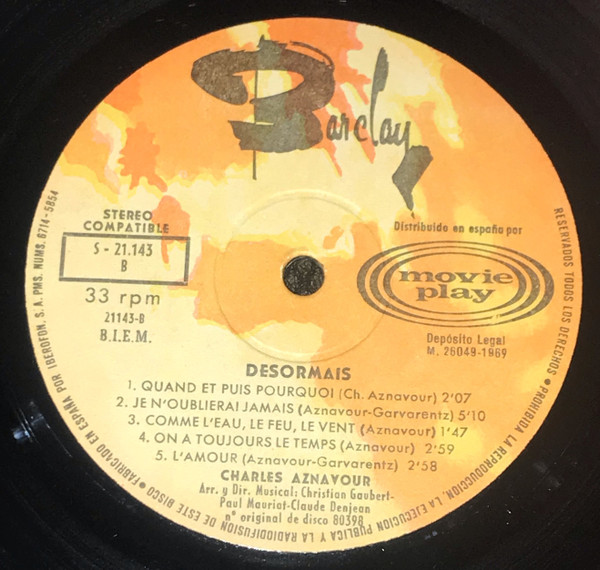 Barclay
STEREO
COMPATIBLE
S - 21.143
B
33 rpm
21143-B
B.I.E.M.
Distribuido en españa por
movie
play
Depósito Legal
M. 26049-1969
DESORMAIS
1. QUAND ET PUIS POURQUOI (Ch. Aznavour) 2'07
2. JE N'OUBLIERAI JAMAIS (Aznavour-Garvarentz) 5'10
3. COMME L'EAU, LE FEU, LE VENT (Aznavour) 1'47
4. ON A TOUJOURS LE TEMPS (Aznavour) 2'59
5. L'AMOUR (Aznavour-Garvarentz) 2'58
CHARLES AZNAVOUR
Arr. y Dir. Musical: Christian Gaubert-
Paul Mauriat-Claude Denjean
nº original de disco 80398
RESERVADOS TODOS LOS DERECHOS • PROHIBIDA LA REPRODUCCION, LA EJECUCION PUBLICA Y LA RADIODIFUSION DE ESTE DISCO • FABRICADO EN ESPAÑA POR IBEROFON, S.A. PMS. NUMS. 6714-5854